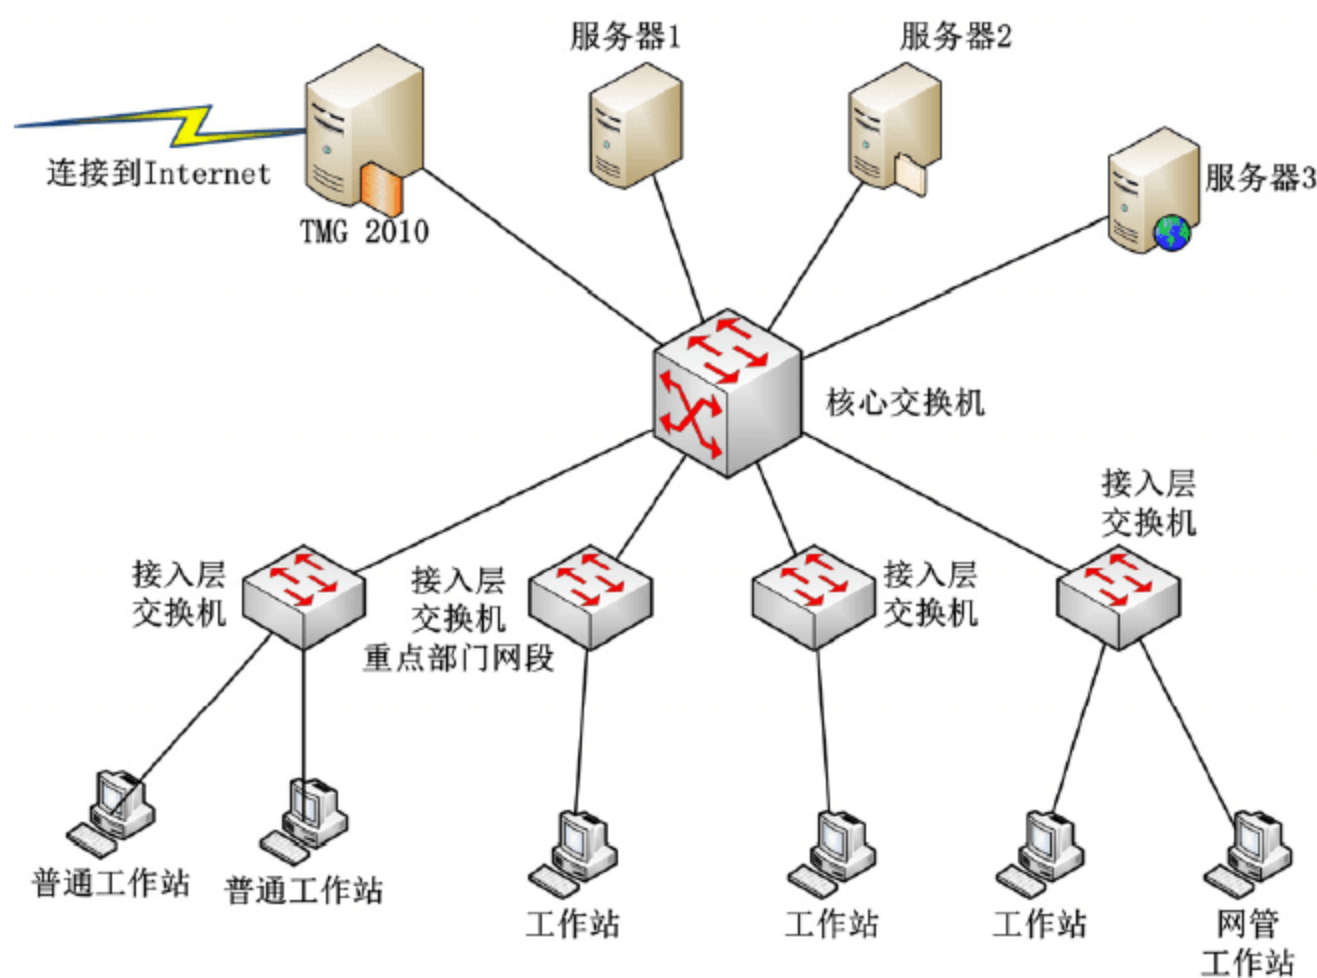 服务器1
服务器2
连接到Internet
服务器3
TMG 2010
核心交换机
接入层
交换机
接入层
交换机
接入层
交换机
重点部门网段
接入层
交换机
普通工作站
普通工作站
工作站
工作站
工作站
网管
工作站